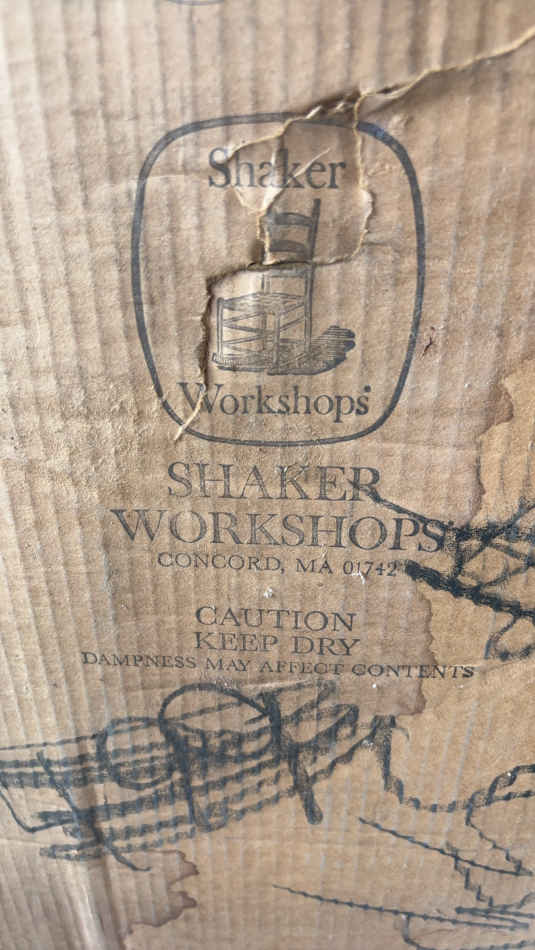 Shaker
Workshops®
SHAKER
WORKSHOPS
CONCORD, MA 01742
CAUTION
KEEP DRY
DAMPNESS MAY AFFECT CONTENTS